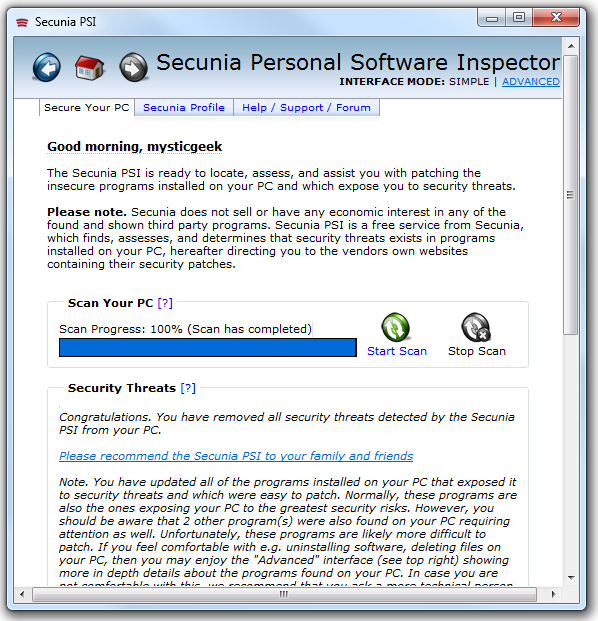 Secunia PSI
Secunia Personal Software Inspector
INTERFACE MODE: SIMPLE | ADVANCED
Secure Your PC
Secunia Profile
Help / Support / Forum
Good morning, mysticgeek
The Secunia PSI is ready to locate, assess, and assist you with patching the
insecure programs installed on your PC and which expose you to security threats.
Please note. Secunia does not sell or have any economic interest in any of the
found and shown third party programs. Secunia PSI is a free service from Secunia,
which finds, assesses, and determines that security threats exists in programs
installed on your PC, hereafter directing you to the vendors own websites
containing their security patches.
Scan Your PC [?]
Scan Progress: 100% (Scan has completed)
Start Scan
Stop Scan
Security Threats [?]
Congratulations. You have removed all security threats detected by the Secunia
PSI from your PC.
Please recommend the Secunia PSI to your family and friends
Note. You have updated all of the programs installed on your PC that exposed it
to security threats and which were easy to patch. Normally, these programs are
also the ones exposing your PC to the greatest security risks. However, you
should be aware that 2 other program(s) were also found on your PC requiring
attention as well. Unfortunately, these programs are likely more difficult to
patch. If you feel comfortable with e.g. uninstalling software, deleting files on
your PC, then you may enjoy the "Advanced" interface (see top right) showing
more in depth details about the programs found on your PC. In case you are
not comfortable with this, we recommend that you ask a more technical person